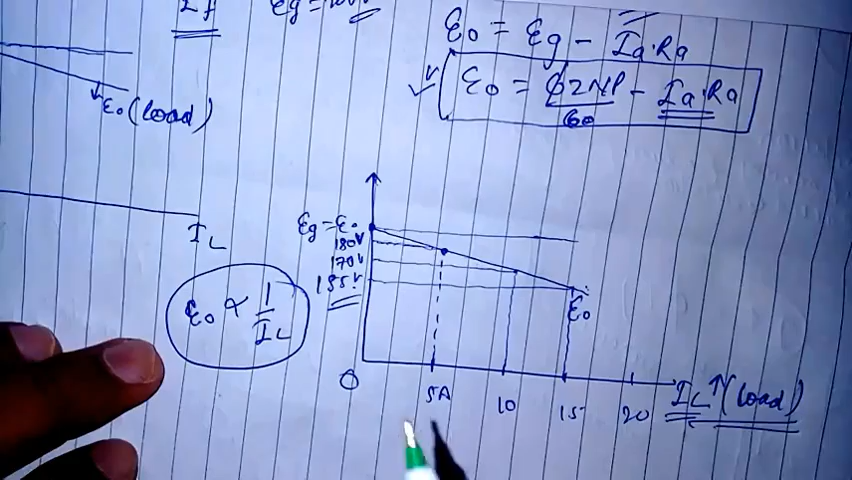 If
E₀ = Eg - Ia·Ra
E₀ = ϕZNP/60 - Ia·Ra
E₀ (load)
IL
Eg = E₀
180V
170V
155V
E₀ ∝ 1/IL
E₀
0
5A 10 15 20 IL↑ (load)